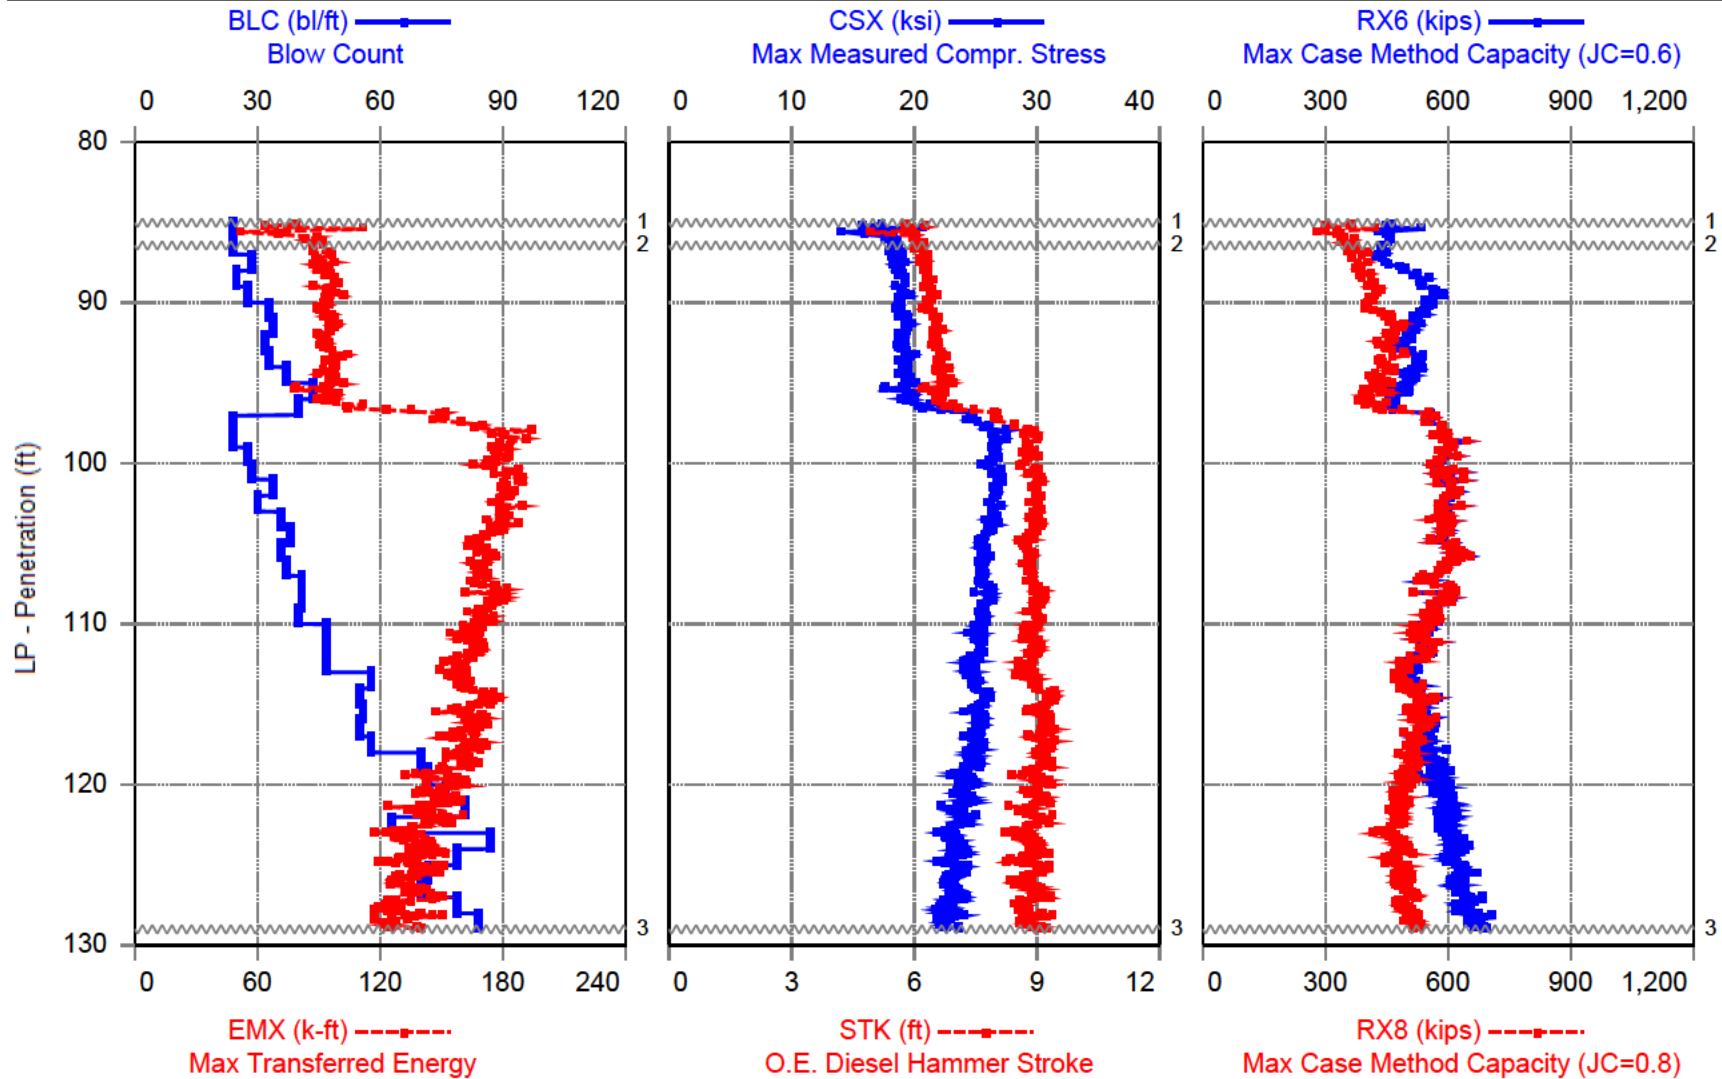 BLC (bl/ft) CSX (ksi) RX6 (kips)
Blow Count Max Measured Compr. Stress Max Case Method Capacity (JC=0.6)
0 30 60 90 120 0 10 20 30 40 0 300 600 900 1,200
80
1 1 1
2 2 2
90
100
LP - Penetration (ft)
110
120
3 3 3
130
0 60 120 180 240 0 3 6 9 12 0 300 600 900 1,200
EMX (k-ft) STK (ft) RX8 (kips)
Max Transferred Energy O.E. Diesel Hammer Stroke Max Case Method Capacity (JC=0.8)